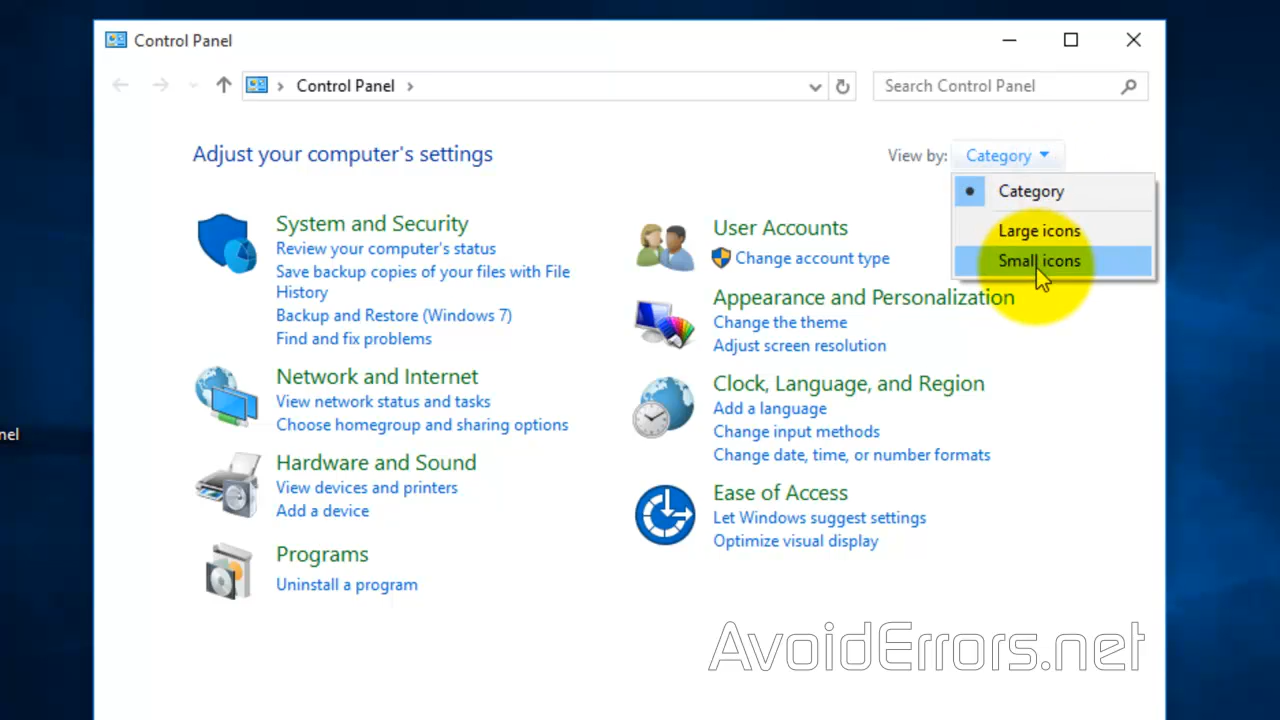 Control Panel
Control Panel
Search Control Panel
Adjust your computer's settings
View by: Category
Category
Large icons
Small icons
System and Security
Review your computer's status
Save backup copies of your files with File
History
Backup and Restore (Windows 7)
Find and fix problems
Network and Internet
View network status and tasks
Choose homegroup and sharing options
Hardware and Sound
View devices and printers
Add a device
Programs
Uninstall a program
User Accounts
Change account type
Appearance and Personalization
Change the theme
Adjust screen resolution
Clock, Language, and Region
Add a language
Change input methods
Change date, time, or number formats
Ease of Access
Let Windows suggest settings
Optimize visual display
nel
AvoidErrors.net